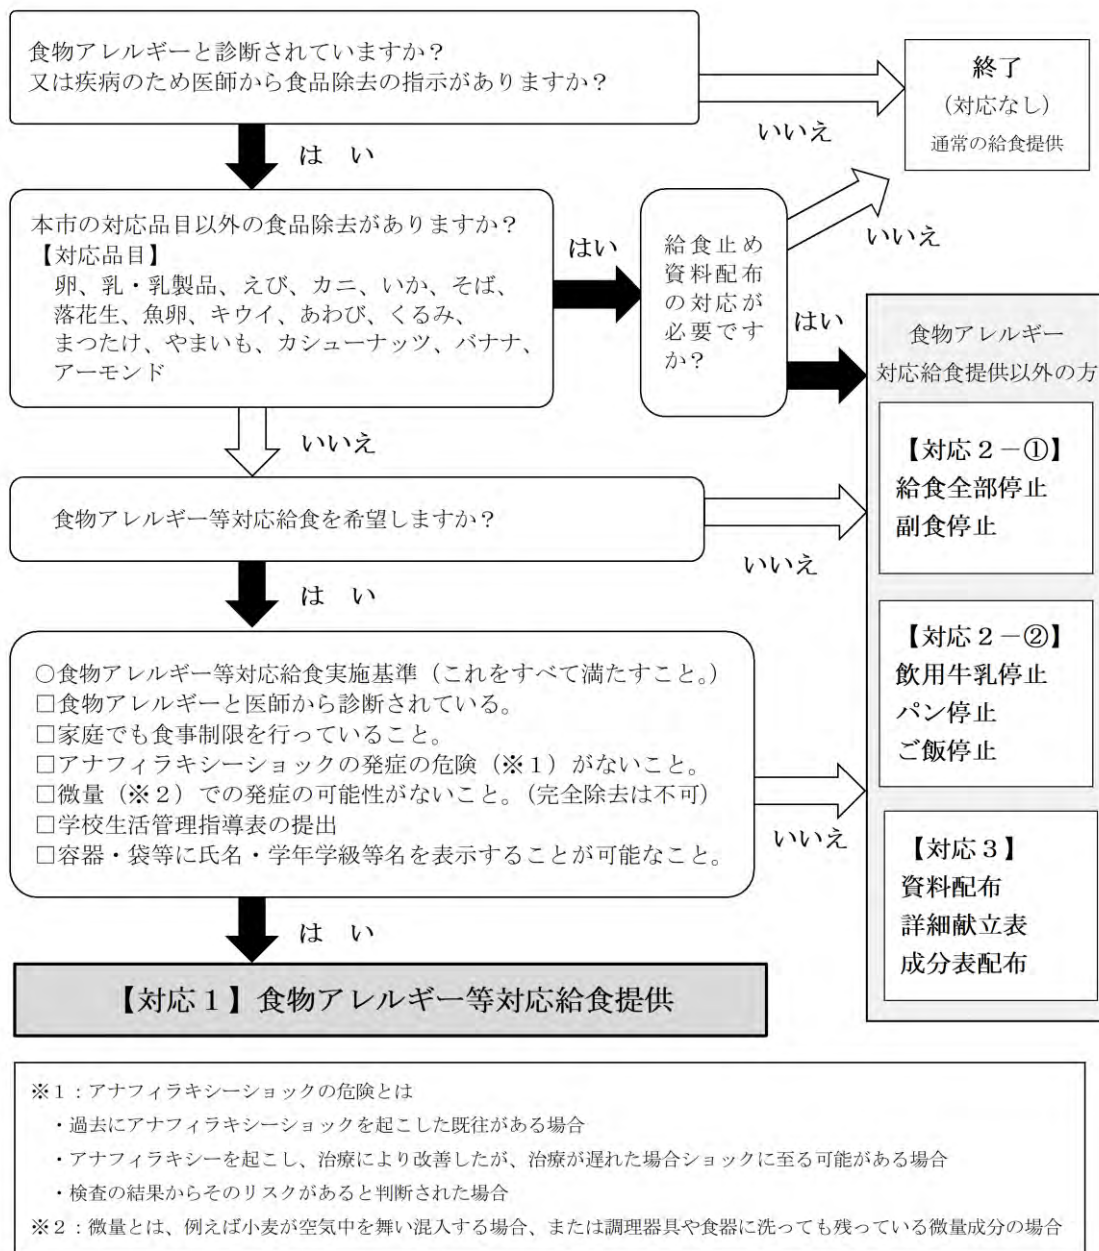 食物アレルギーと診断されていますか？
又は疾病のため医師から食品除去の指示がありますか？
いいえ
終了
（対応なし）
通常の給食提供
は　い
本市の対応品目以外の食品除去がありますか？
【対応品目】
卵、乳・乳製品、えび、カニ、いか、そば、
落花生、魚卵、キウイ、あわび、くるみ、
まつたけ、やまいも、カシューナッツ、バナナ、
アーモンド
はい
給食止め
資料配布
の対応が
必要です
か？
いいえ
はい
いいえ
食物アレルギー等対応給食を希望しますか？
いいえ
は　い
○食物アレルギー等対応給食実施基準（これをすべて満たすこと。）
□食物アレルギーと医師から診断されている。
□家庭でも食事制限を行っていること。
□アナフィラキシーショックの発症の危険（※１）がないこと。
□微量（※２）での発症の可能性がないこと。（完全除去は不可）
□学校生活管理指導表の提出
□容器・袋等に氏名・学年学級等名を表示することが可能なこと。
いいえ
は　い
【対応１】食物アレルギー等対応給食提供
食物アレルギー
対応給食提供以外の方
【対応２－①】
給食全部停止
副食停止
【対応２－②】
飲用牛乳停止
パン停止
ご飯停止
【対応３】
資料配布
詳細献立表
成分表配布
※１：アナフィラキシーショックの危険とは
・過去にアナフィラキシーショックを起こした既往がある場合
・アナフィラキシーを起こし、治療により改善したが、治療が遅れた場合ショックに至る可能がある場合
・検査の結果からそのリスクがあると判断された場合
※２：微量とは、例えば小麦が空気中を舞い混入する場合、または調理器具や食器に洗っても残っている微量成分の場合